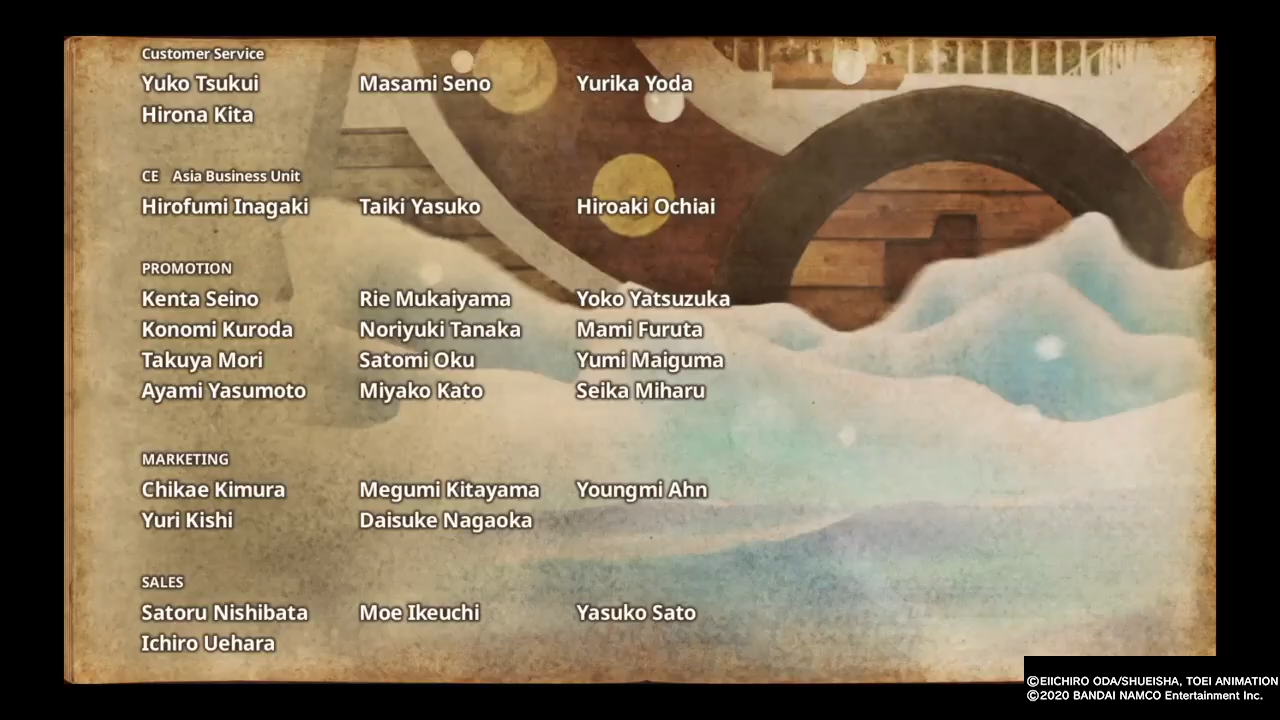 Customer Service
Yuko Tsukui Masami Seno Yurika Yoda
Hirona Kita
CE Asia Business Unit
Hirofumi Inagaki Taiki Yasuko Hiroaki Ochiai
PROMOTION
Kenta Seino Rie Mukaiyama Yoko Yatsuzuka
Konomi Kuroda Noriyuki Tanaka Mami Furuta
Takuya Mori Satomi Oku Yumi Maiguma
Ayami Yasumoto Miyako Kato Seika Miharu
MARKETING
Chikae Kimura Megumi Kitayama Youngmi Ahn
Yuri Kishi Daisuke Nagaoka
SALES
Satoru Nishibata Moe Ikeuchi Yasuko Sato
Ichiro Uehara
©EIICHIRO ODA/SHUEISHA, TOEI ANIMATION
©2020 BANDAI NAMCO Entertainment Inc.